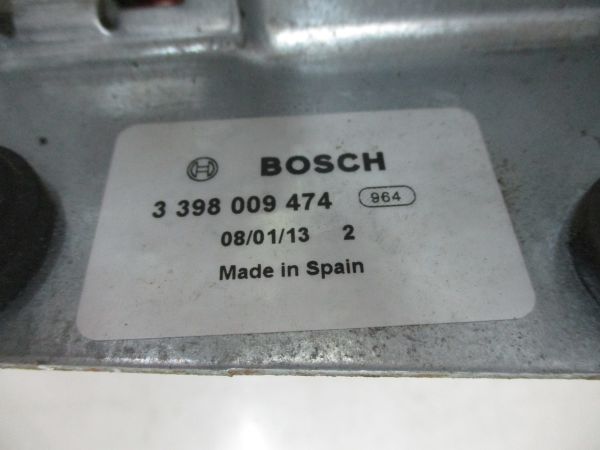 BOSCH
3 398 009 474 964
08/01/13 2
Made in Spain